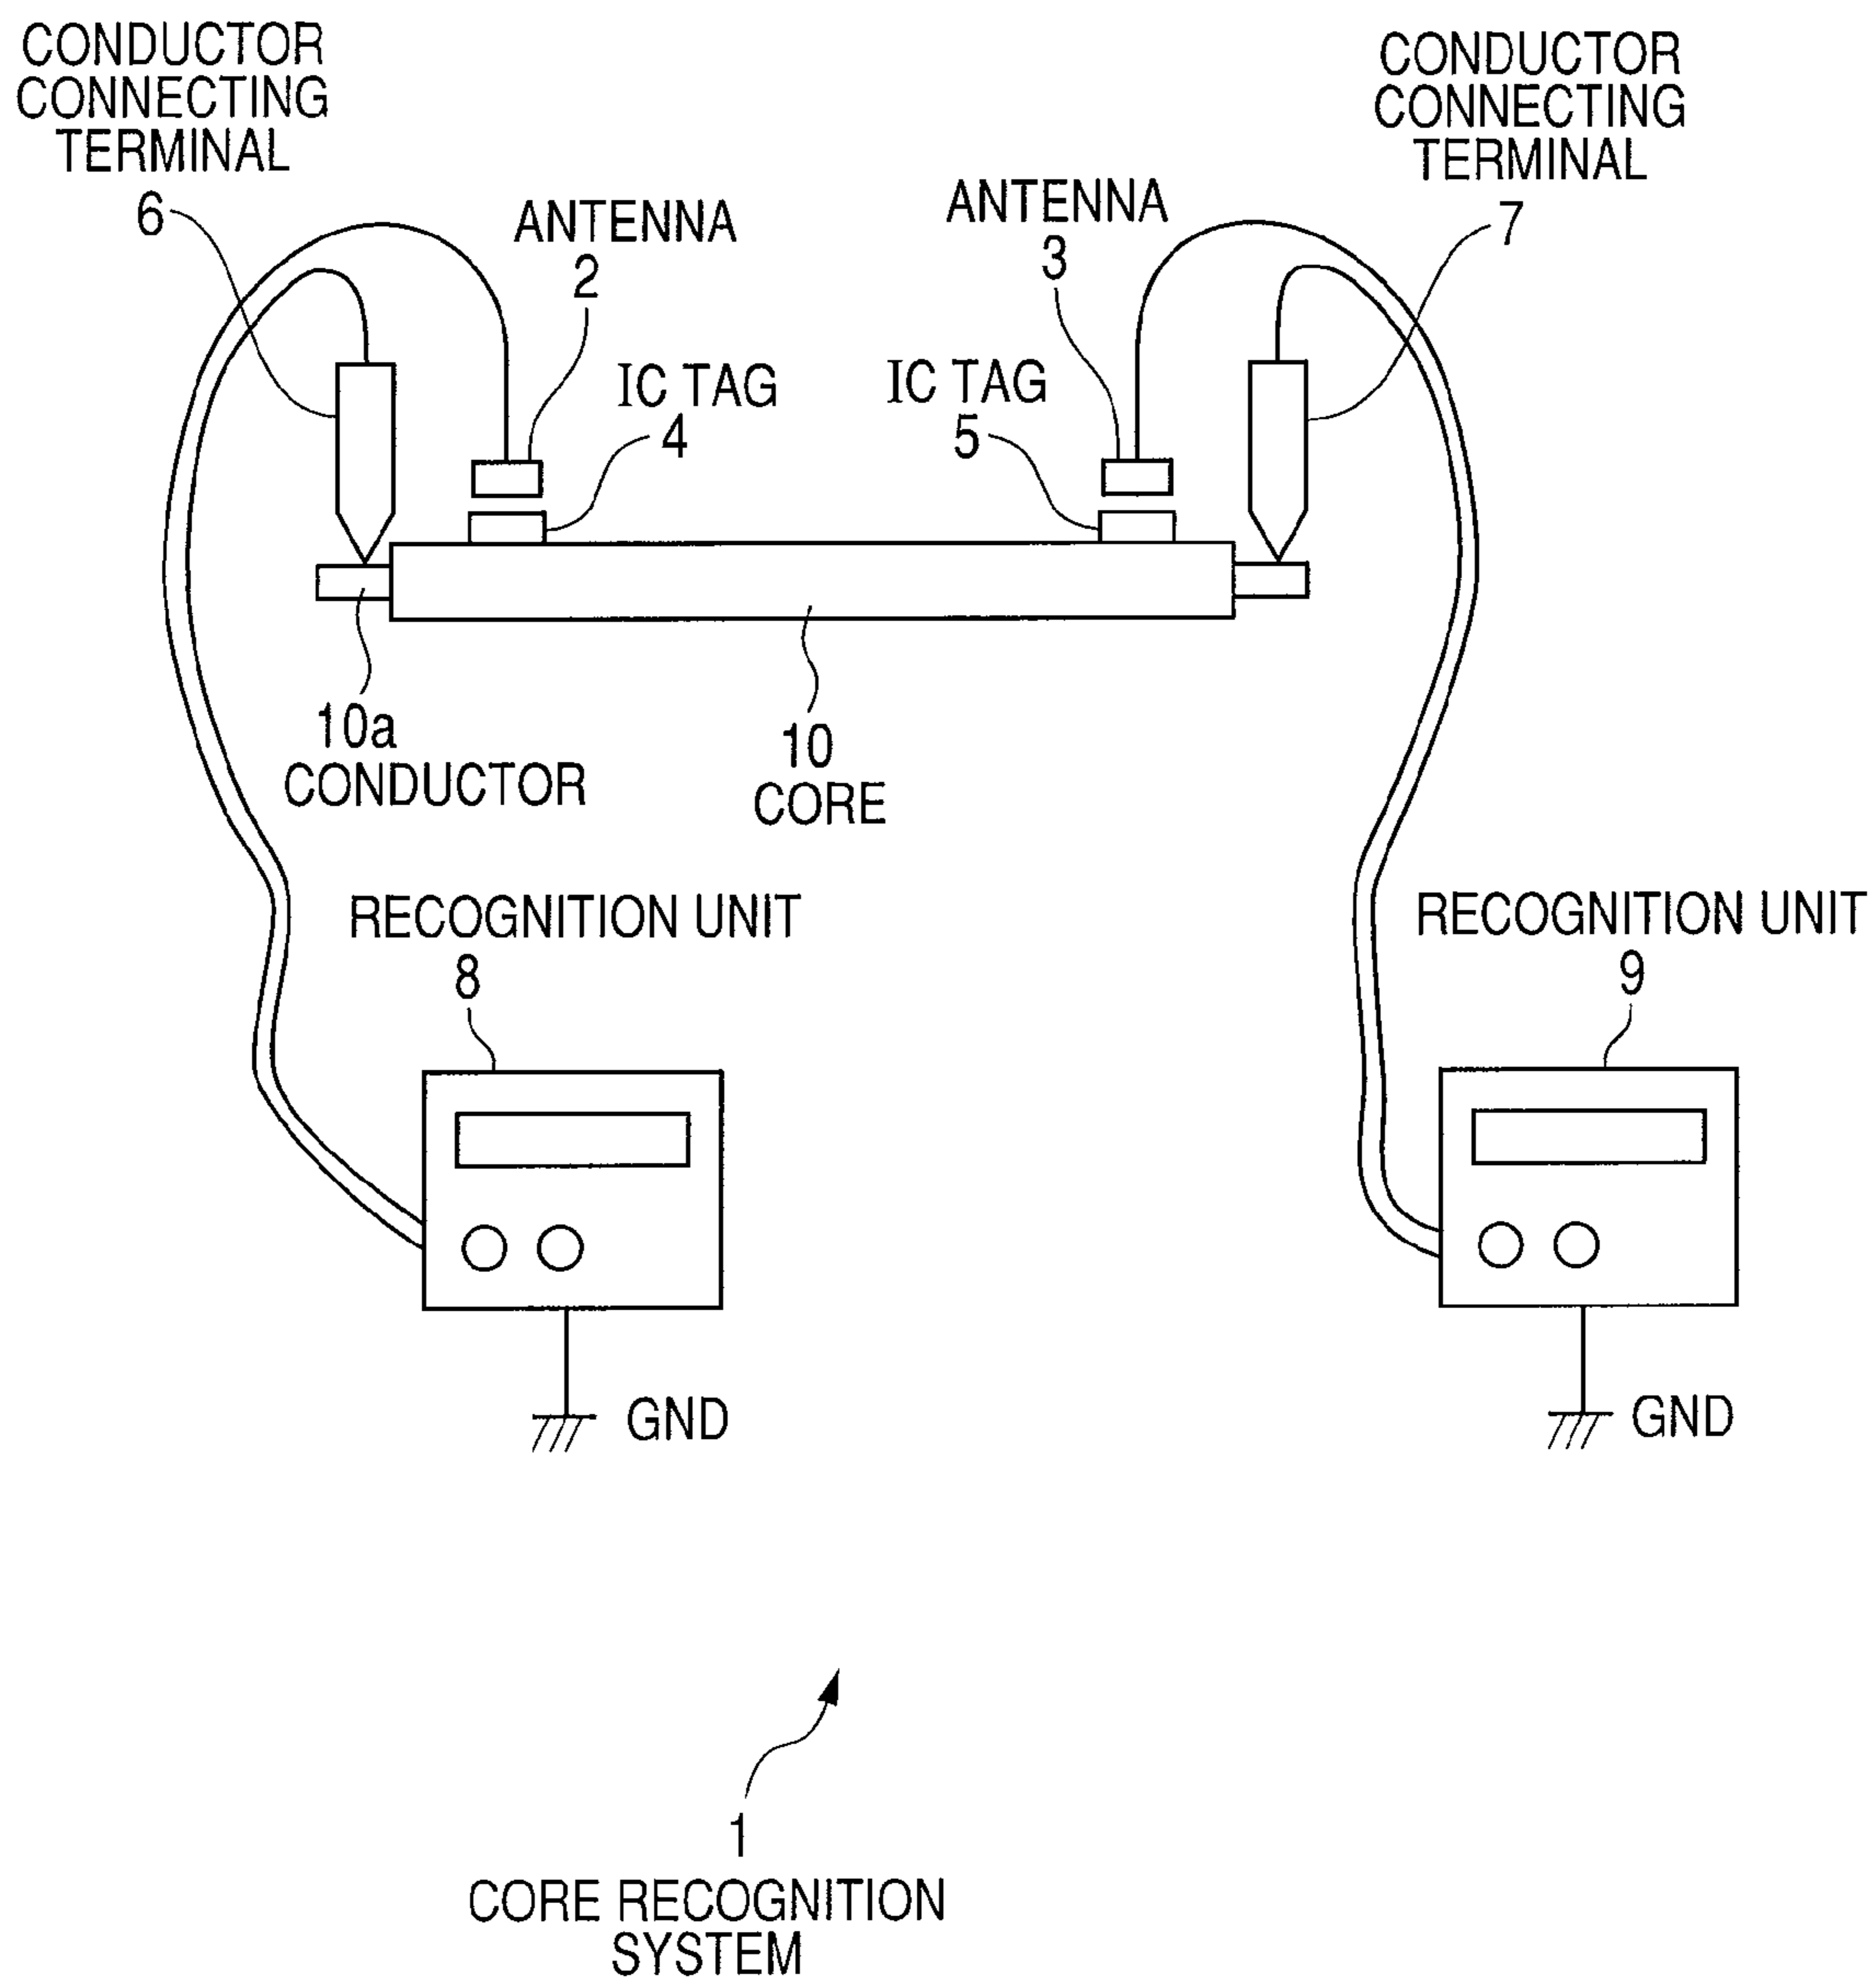 CONDUCTOR
CONNECTING
TERMINAL
6
ANTENNA
2
ANTENNA
3
CONDUCTOR
CONNECTING
TERMINAL
7
IC TAG
4
IC TAG
5
10a
CONDUCTOR
10
CORE
RECOGNITION UNIT
8
RECOGNITION UNIT
9
GND
GND
1
CORE RECOGNITION
SYSTEM